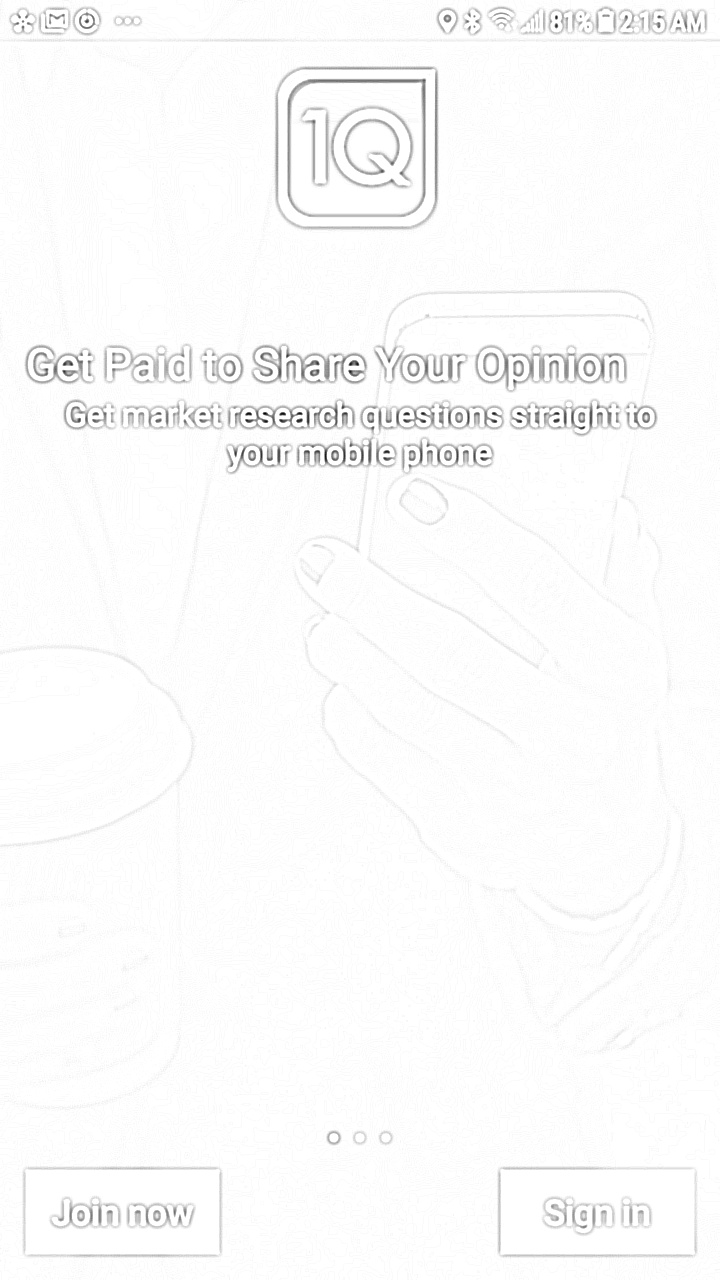 81% 2:15 AM
1Q
Get Paid to Share Your Opinion
Get market research questions straight to
your mobile phone
Join now
Sign in